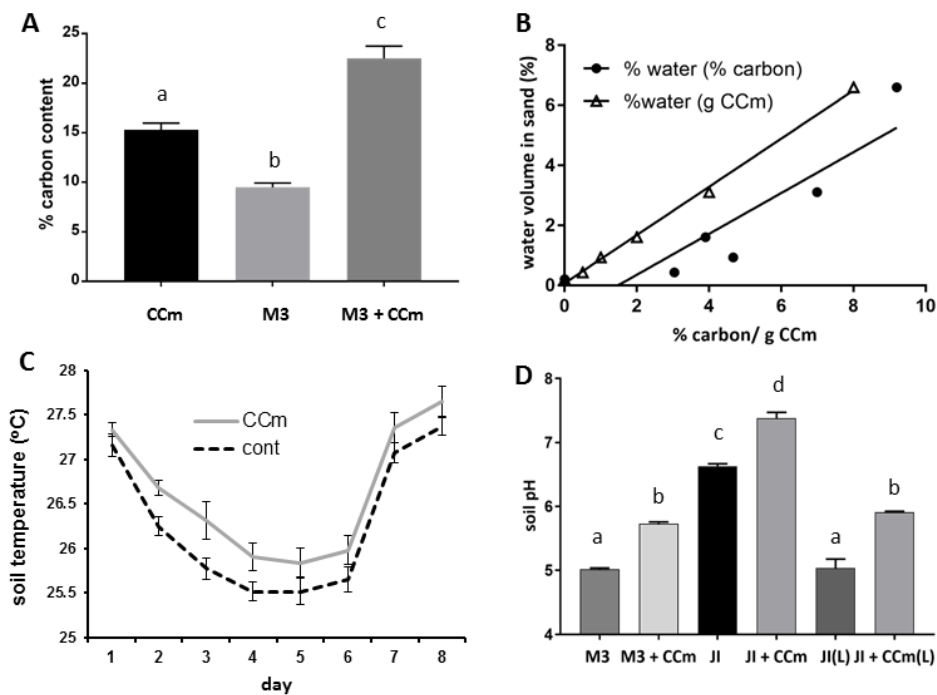 A
% carbon content
25
20
15
10
5
0
a
b
c
CCm
M3
M3 + CCm
B
water volume in sand (%)
8
6
4
2
0
% water (% carbon)
%water (g CCm)
0
2
4
6
8
10
% carbon/ g CCm
C
soil temperature (ºC)
28
27.5
27
26.5
26
25.5
25
CCm
cont
1 2 3 4 5 6 7 8
day
D
soil pH
8
7
6
5
4
a
b
c
d
a
b
M3 M3 + CCm JI JI + CCm JI(L) JI + CCm(L)